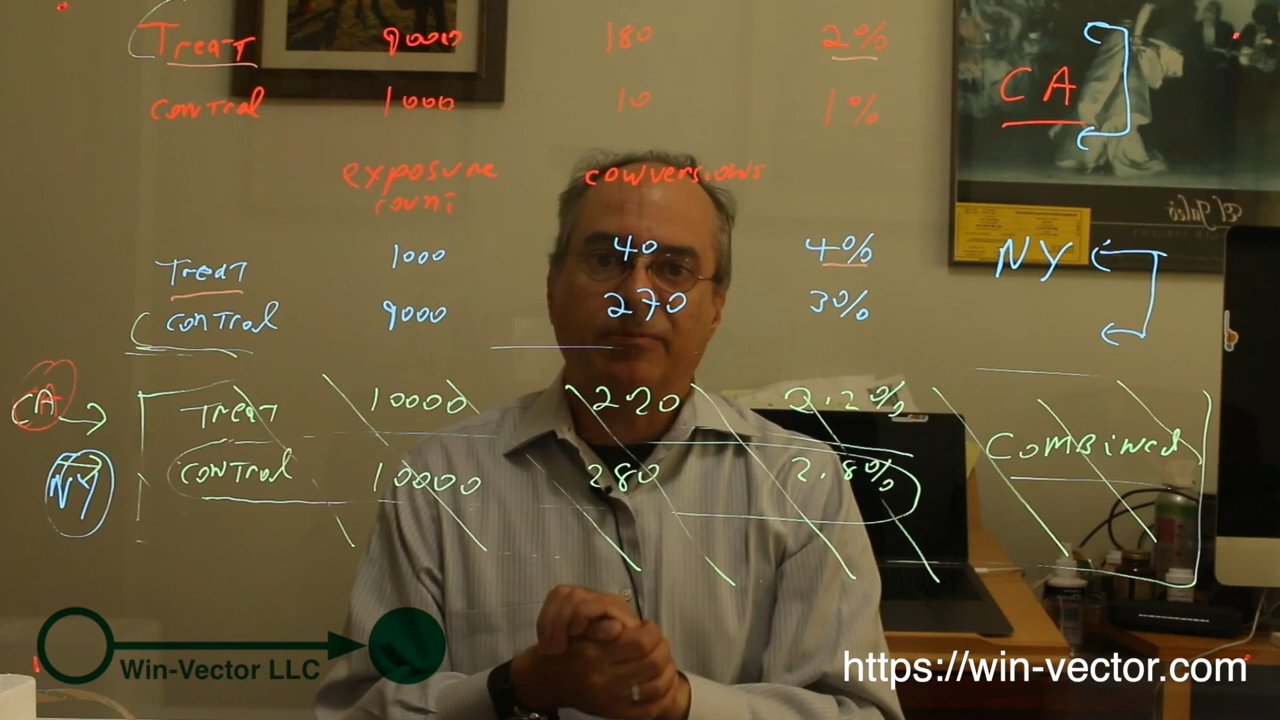 Treat 9000 180 2%
control 1000 10 1% CA
exposure conversions
count
Treat 1000 40 4% NY
control 9000 270 3%
CA Treat 10000 220 2.2% combined
NY control 10000 280 2.8%
Win-Vector LLC
https://win-vector.com